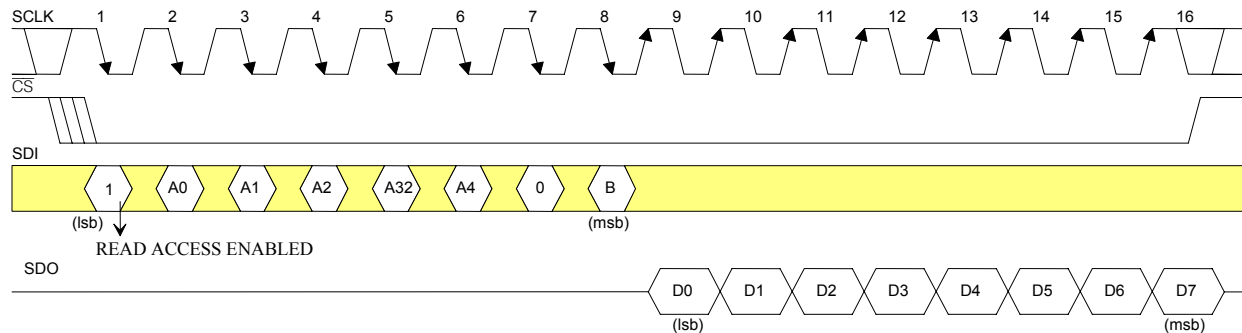 SCLK 1 2 3 4 5 6 7 8 9 10 11 12 13 14 15 16
CS
SDI
1 A0 A1 A2 A32 A4 0 B
(lsb) (msb)
READ ACCESS ENABLED
SDO
D0 D1 D2 D3 D4 D5 D6 D7
(lsb) (msb)